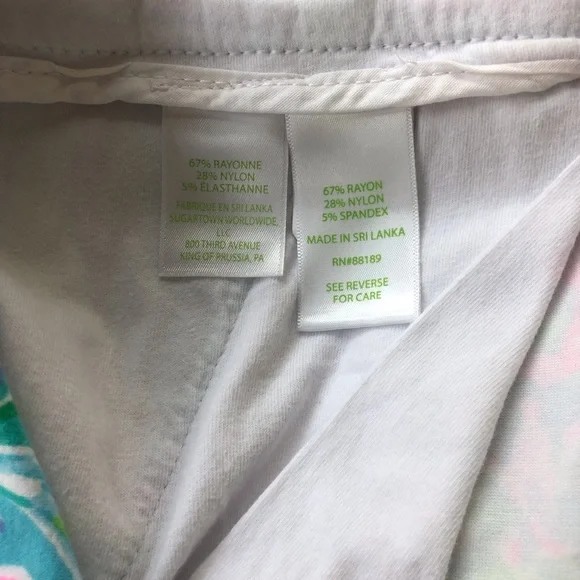 67% RAYONNE
28% NYLON
5% ELASTHANNE
FABRIQUE EN SRI LANKA
SUGARTOWN WORLDWIDE,
LLC
800 THIRD AVENUE
KING OF PRUSSIA, PA
67% RAYON
28% NYLON
5% SPANDEX
MADE IN SRI LANKA
RN#88189
SEE REVERSE
FOR CARE